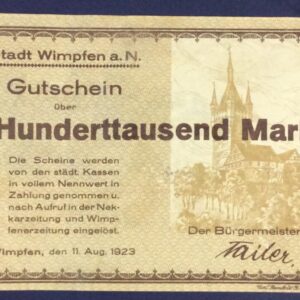 Stadt Wimpfen a. N.
Gutschein
über
Hunderttausend Mar
Die Scheine werden
von den städt. Kassen
in vollem Nennwert in
Zahlung genommen u.
nach Aufruf in der Nek-
karzeitung und Wimp-
fenerzeitung eingelöst.
Wimpfen, den 11. Aug. 1923
Der Bürgermeister